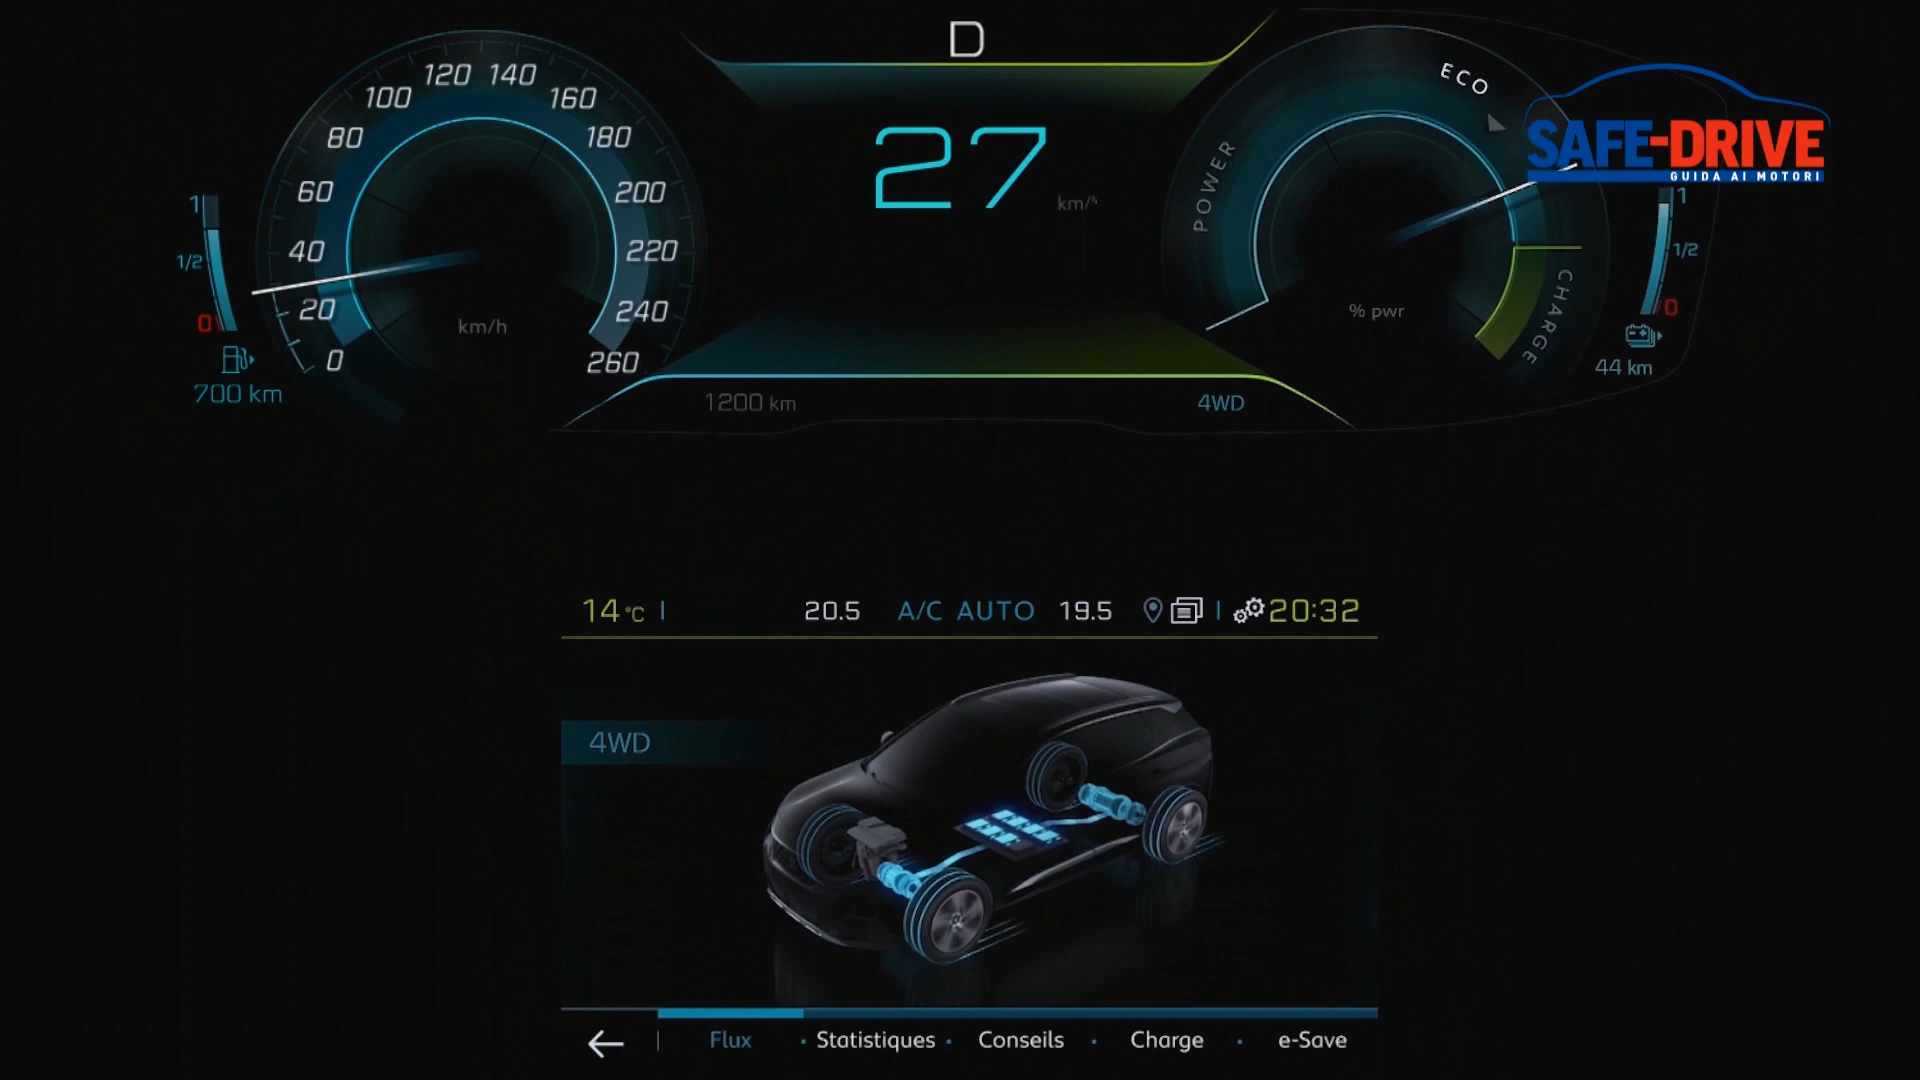 D
120 140
100 160
80 180
60 200
40 220
20 240
0 260
km/h
1
1/2
0
700 km
27 km/h
1200 km
4WD
POWER
ECO
CHARGE
% pwr
1
1/2
0
44 km
SAFE-DRIVE
GUIDA AI MOTORI
14 °C 20.5 A/C AUTO 19.5 20:32
4WD
Flux · Statistiques · Conseils · Charge · e-Save